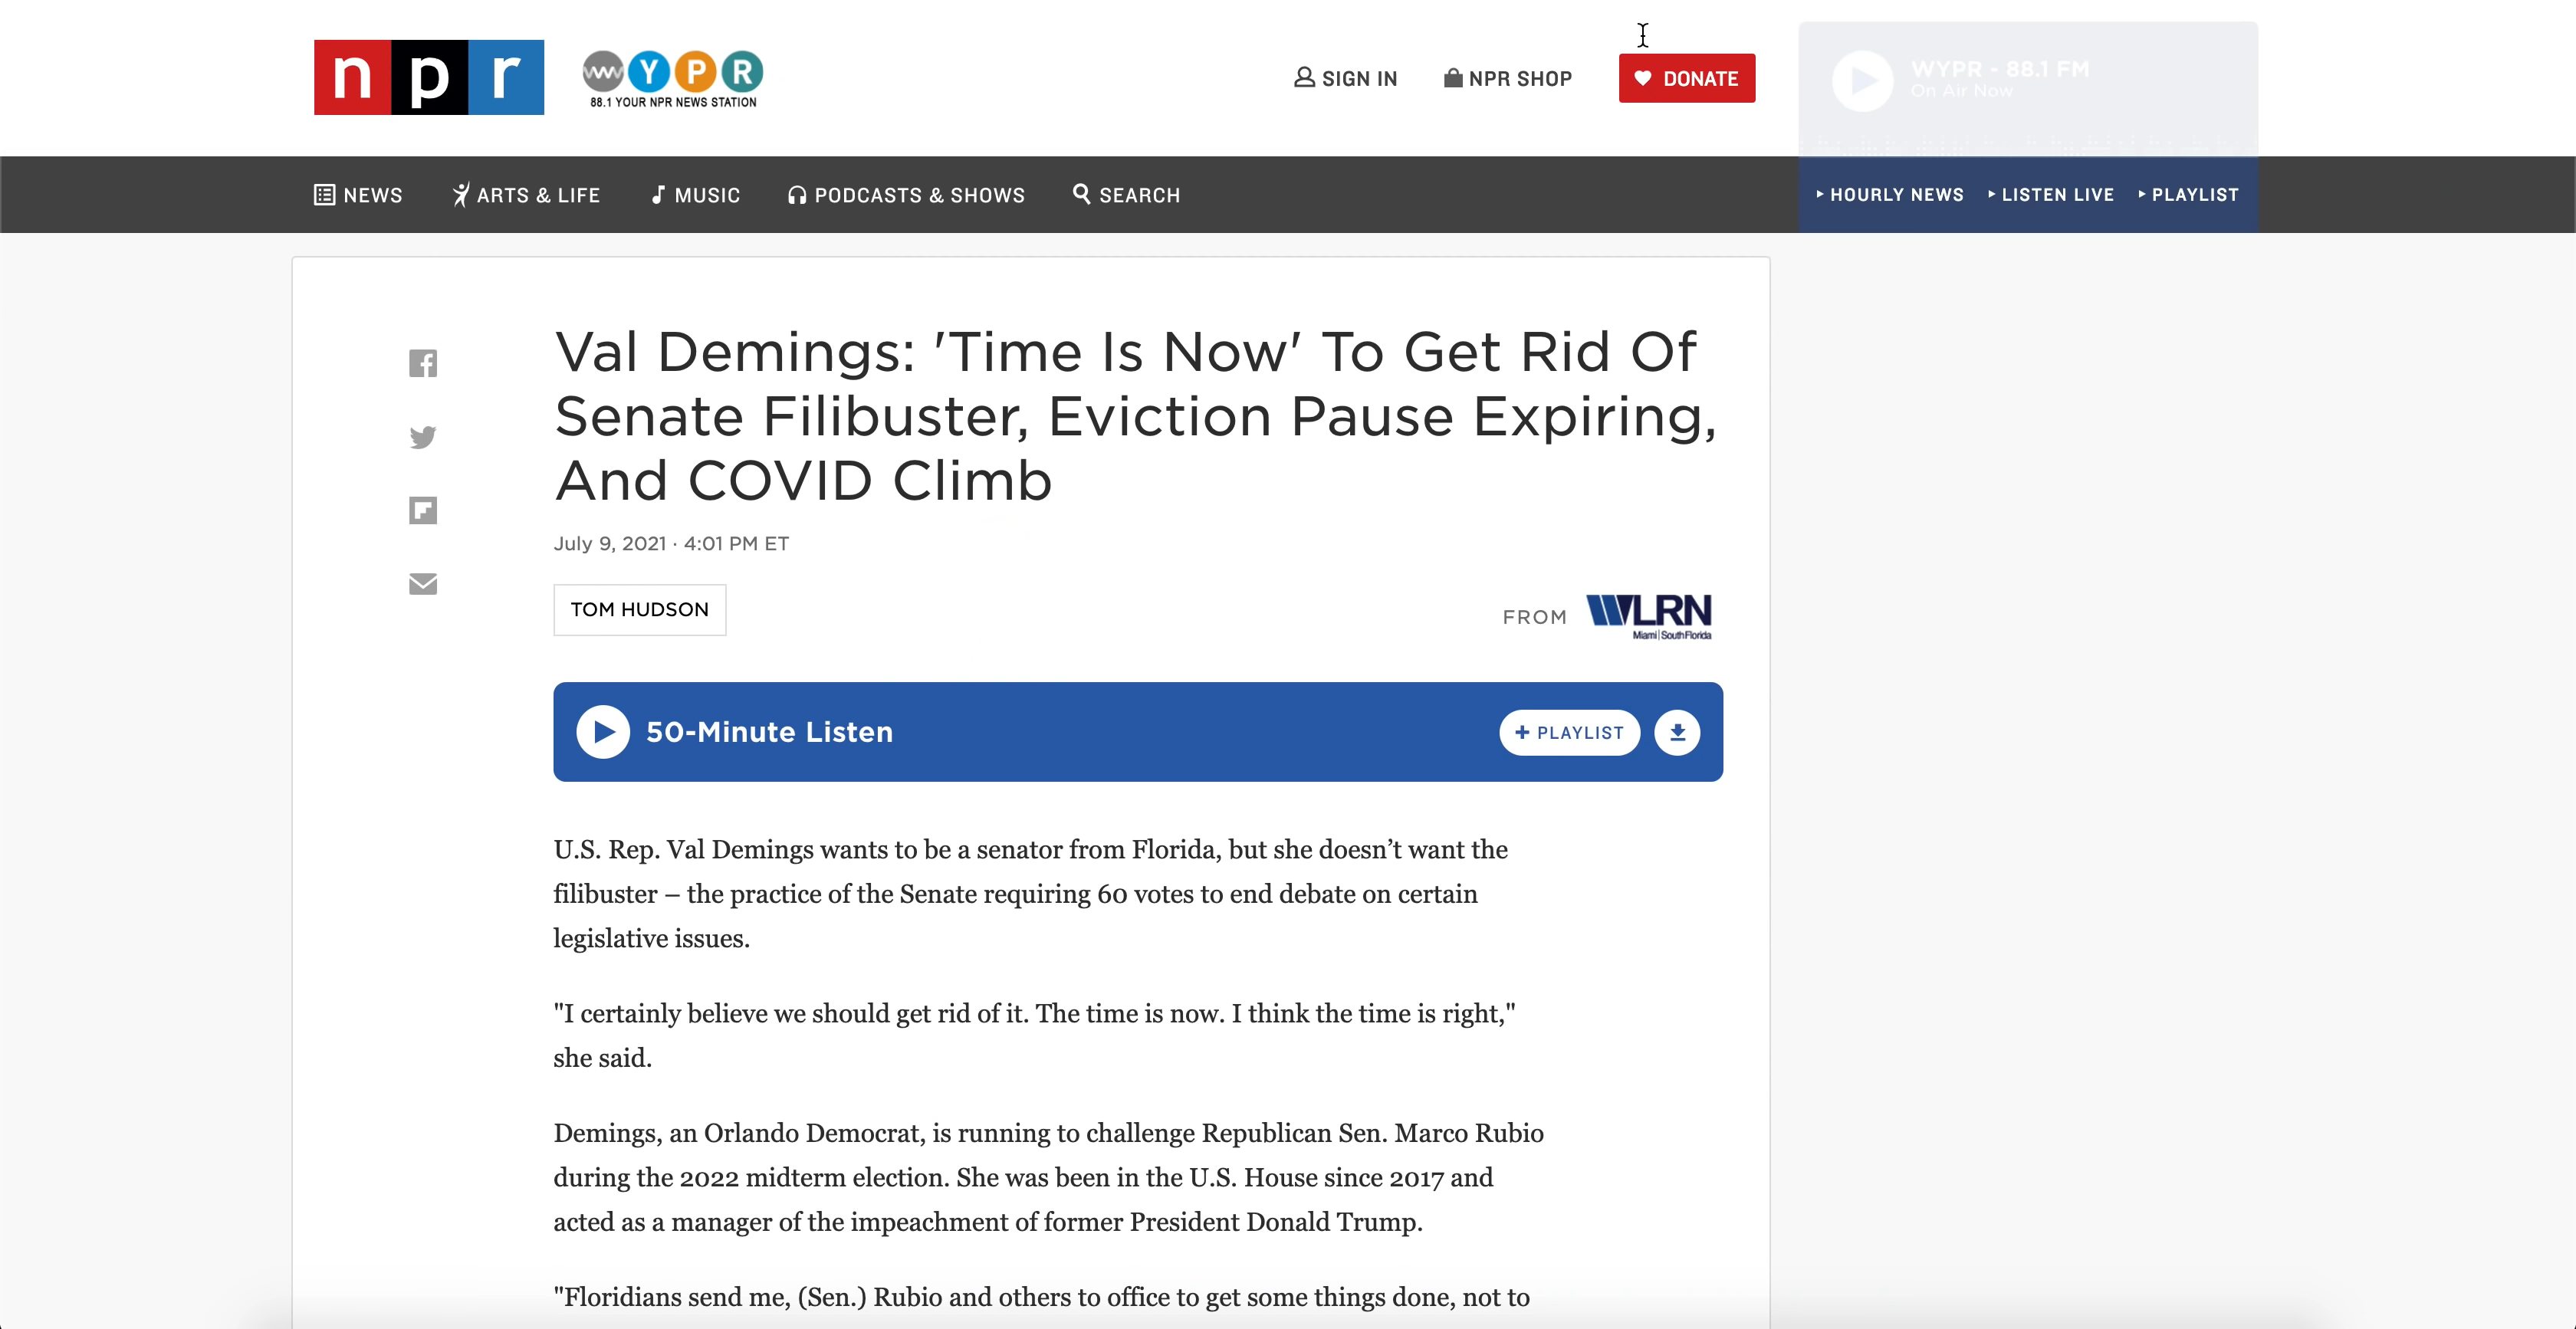 npr
WYPR
88.1 YOUR NPR NEWS STATION
SIGN IN
NPR SHOP
DONATE
WYPR - 88.1 FM
On Air Now
NEWS
ARTS & LIFE
MUSIC
PODCASTS & SHOWS
SEARCH
HOURLY NEWS
LISTEN LIVE
PLAYLIST
Val Demings: 'Time Is Now' To Get Rid Of
Senate Filibuster, Eviction Pause Expiring,
And COVID Climb
July 9, 2021 · 4:01 PM ET
TOM HUDSON
FROM
WLRN
Miami | South Florida
50-Minute Listen
+ PLAYLIST
U.S. Rep. Val Demings wants to be a senator from Florida, but she doesn’t want the
filibuster – the practice of the Senate requiring 60 votes to end debate on certain
legislative issues.
"I certainly believe we should get rid of it. The time is now. I think the time is right,"
she said.
Demings, an Orlando Democrat, is running to challenge Republican Sen. Marco Rubio
during the 2022 midterm election. She was been in the U.S. House since 2017 and
acted as a manager of the impeachment of former President Donald Trump.
"Floridians send me, (Sen.) Rubio and others to office to get some things done, not to